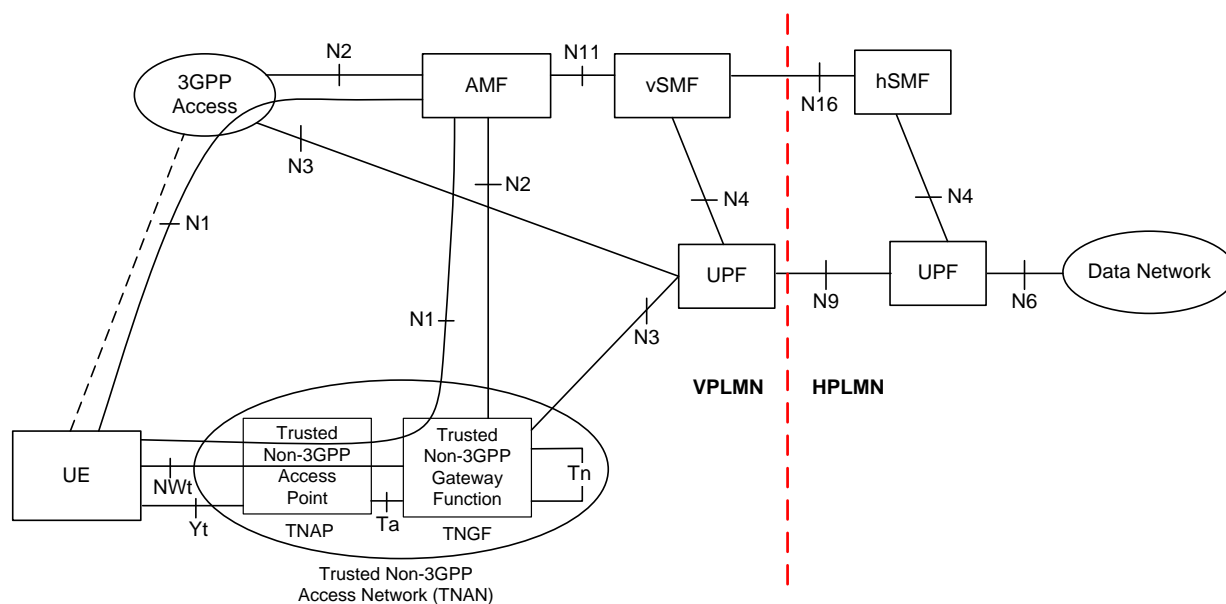 N2
N11
3GPP
Access
AMF
vSMF
hSMF
N16
N3
N2
N1
N4
N4
UPF
UPF
Data Network
N9
N6
N1
N3
VPLMN
HPLMN
UE
Trusted
Non-3GPP
Access
Point
Trusted
Non-3GPP
Gateway
Function
Tn
NWt
Yt
Ta
TNAP
TNGF
Trusted Non-3GPP
Access Network (TNAN)